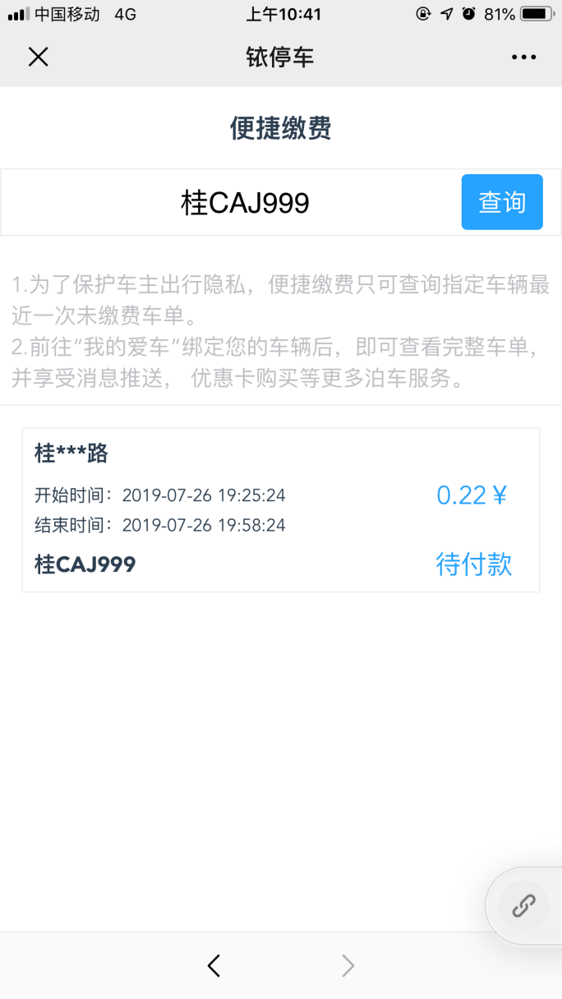 中国移动 4G 上午10:41 81%
铱停车
便捷缴费
桂CAJ999 查询
1.为了保护车主出行隐私，便捷缴费只可查询指定车辆最
近一次未缴费车单。
2.前往“我的爱车”绑定您的车辆后，即可查看完整车单，
并享受消息推送， 优惠卡购买等更多泊车服务。
桂***路
开始时间：2019-07-26 19:25:24 0.22￥
结束时间：2019-07-26 19:58:24
桂CAJ999 待付款